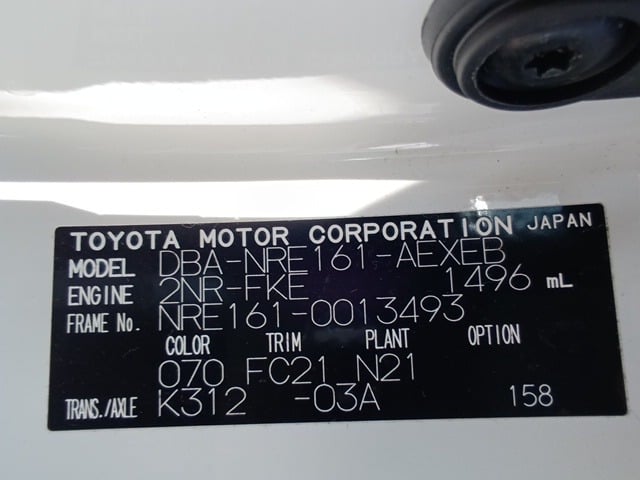 TOYOTA MOTOR CORPORATION JAPAN
MODEL DBA-NRE161-AEXEB
ENGINE 2NR-FKE 1496 mL
FRAME No. NRE161-0013493
COLOR TRIM PLANT OPTION
070 FC21 N21
TRANS./AXLE K312 -03A 158